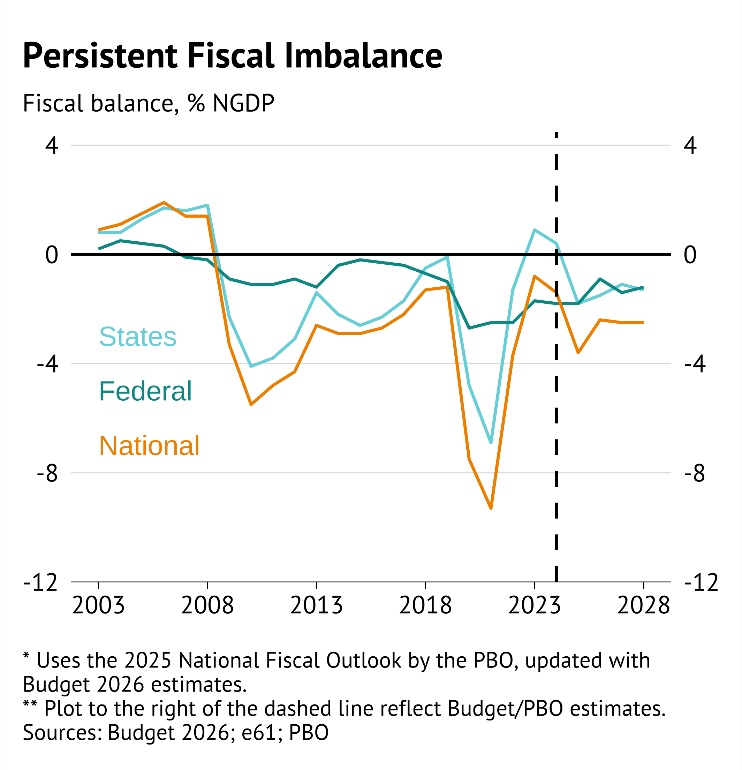 Persistent Fiscal Imbalance
Fiscal balance, % NGDP
4 4
0 0
States
-4 -4
Federal
National
-8 -8
-12 -12
2003 2008 2013 2018 2023 2028
* Uses the 2025 National Fiscal Outlook by the PBO, updated with
Budget 2026 estimates.
** Plot to the right of the dashed line reflect Budget/PBO estimates.
Sources: Budget 2026; e61; PBO